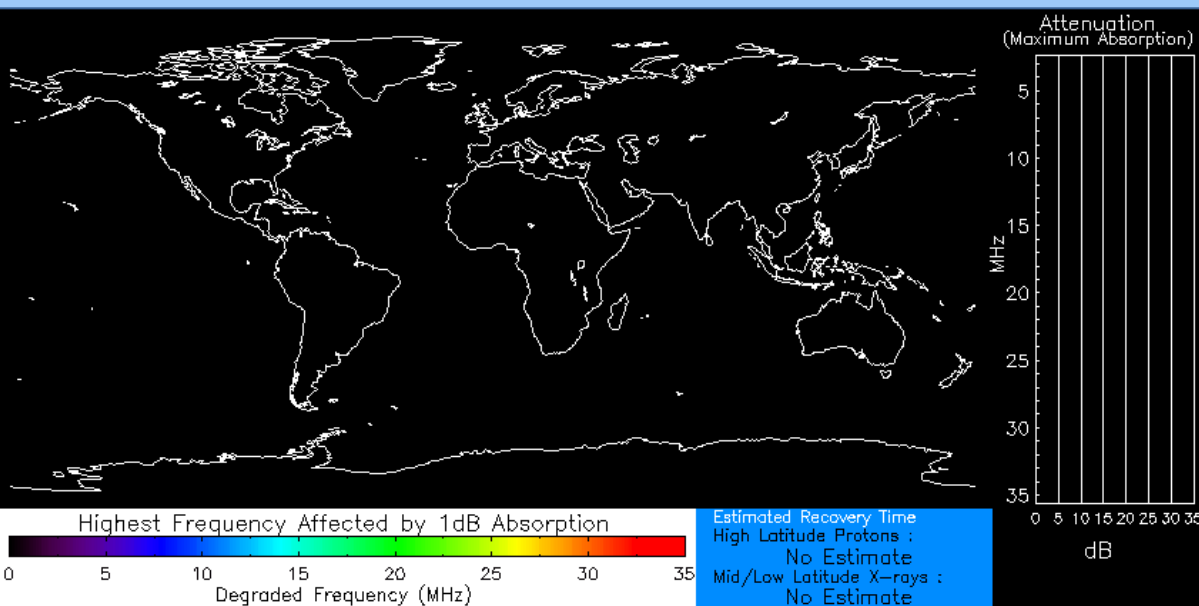 Attenuation
(Maximum Absorption)
5
10
15
20
25
30
35
MHz
0 5 10 15 20 25 30 35
dB
Highest Frequency Affected by 1dB Absorption
0 5 10 15 20 25 30 35
Degraded Frequency (MHz)
Estimated Recovery Time
High Latitude Protons :
No Estimate
Mid/Low Latitude X-rays :
No Estimate